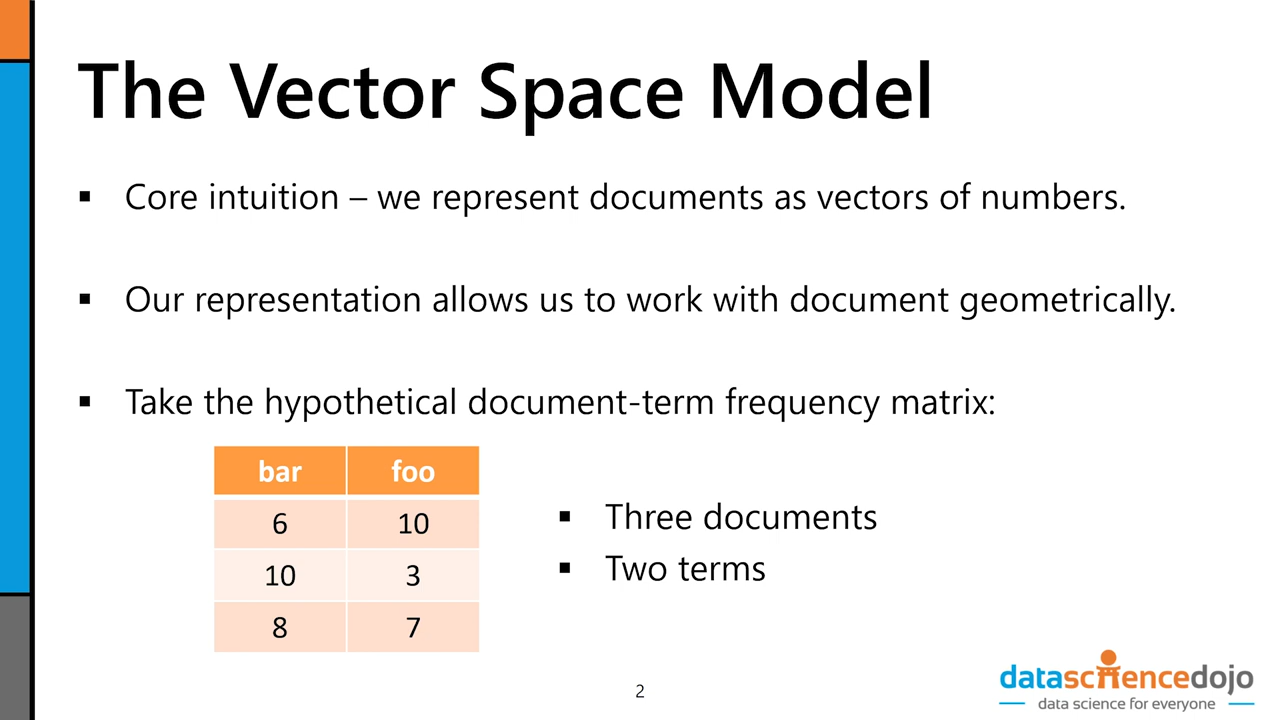 The Vector Space Model
▪ Core intuition – we represent documents as vectors of numbers.
▪ Our representation allows us to work with document geometrically.
▪ Take the hypothetical document-term frequency matrix:
bar foo
6 10
10 3
8 7
▪ Three documents
▪ Two terms
2
datasciencedojo
data science for everyone